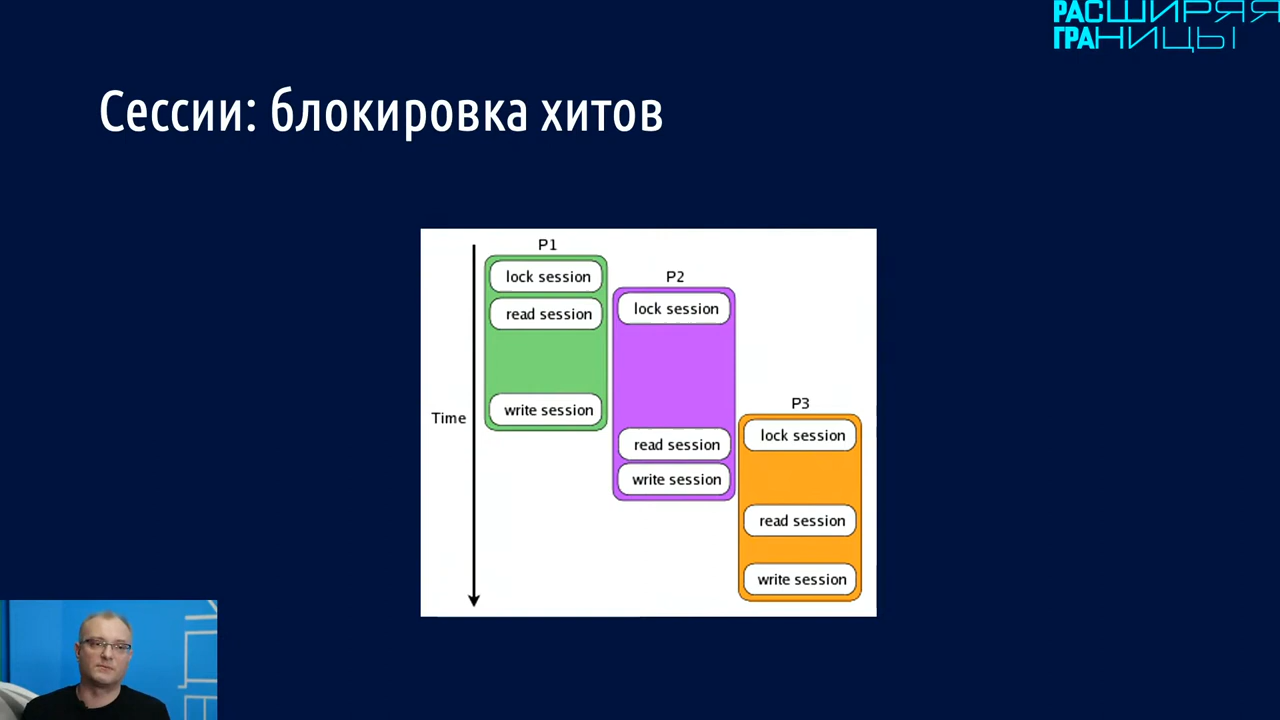 РАСШИРЯЯ
ГРАНИЦЫ
Сессии: блокировка хитов
P1
lock session
read session
write session
P2
lock session
read session
write session
P3
lock session
read session
write session
Time